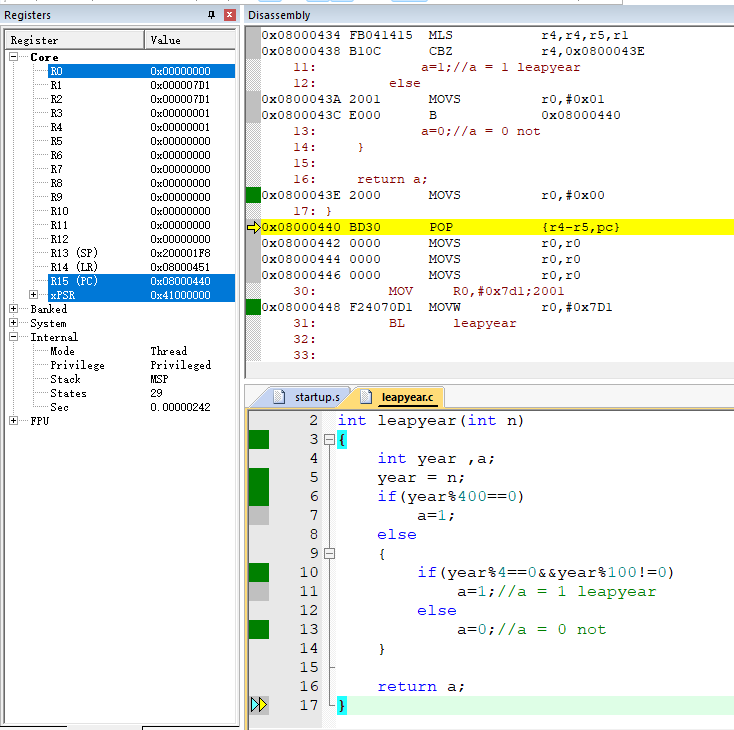 Registers
Register Value
Core
R0 0x00000000
R1 0x000007D1
R2 0x000007D1
R3 0x00000001
R4 0x00000001
R5 0x00000000
R6 0x00000000
R7 0x00000000
R8 0x00000000
R9 0x00000000
R10 0x00000000
R11 0x00000000
R12 0x00000000
R13 (SP) 0x200001F8
R14 (LR) 0x08000451
R15 (PC) 0x08000440
xPSR 0x41000000
Banked
System
Internal
Mode Thread
Privilege Privileged
Stack MSP
States 29
Sec 0.00000242
FPU
Disassembly
0x08000434 FB041415 MLS r4,r4,r5,r1
0x08000438 B10C CBZ r4,0x0800043E
11: a=1;//a = 1 leapyear
12: else
0x0800043A 2001 MOVS r0,#0x01
0x0800043C E000 B 0x08000440
13: a=0;//a = 0 not
14: }
15:
16: return a;
0x0800043E 2000 MOVS r0,#0x00
17: }
0x08000440 BD30 POP {r4-r5,pc}
0x08000442 0000 MOVS r0,r0
0x08000444 0000 MOVS r0,r0
0x08000446 0000 MOVS r0,r0
30: MOV R0,#0x7d1;2001
0x08000448 F24070D1 MOVW r0,#0x7D1
31: BL leapyear
32:
33:
startup.s leapyear.c
2 int leapyear(int n)
3 {
4 int year ,a;
5 year = n;
6 if(year%400==0)
7 a=1;
8 else
9 {
10 if(year%4==0&&year%100!=0)
11 a=1;//a = 1 leapyear
12 else
13 a=0;//a = 0 not
14 }
15
16 return a;
17 }